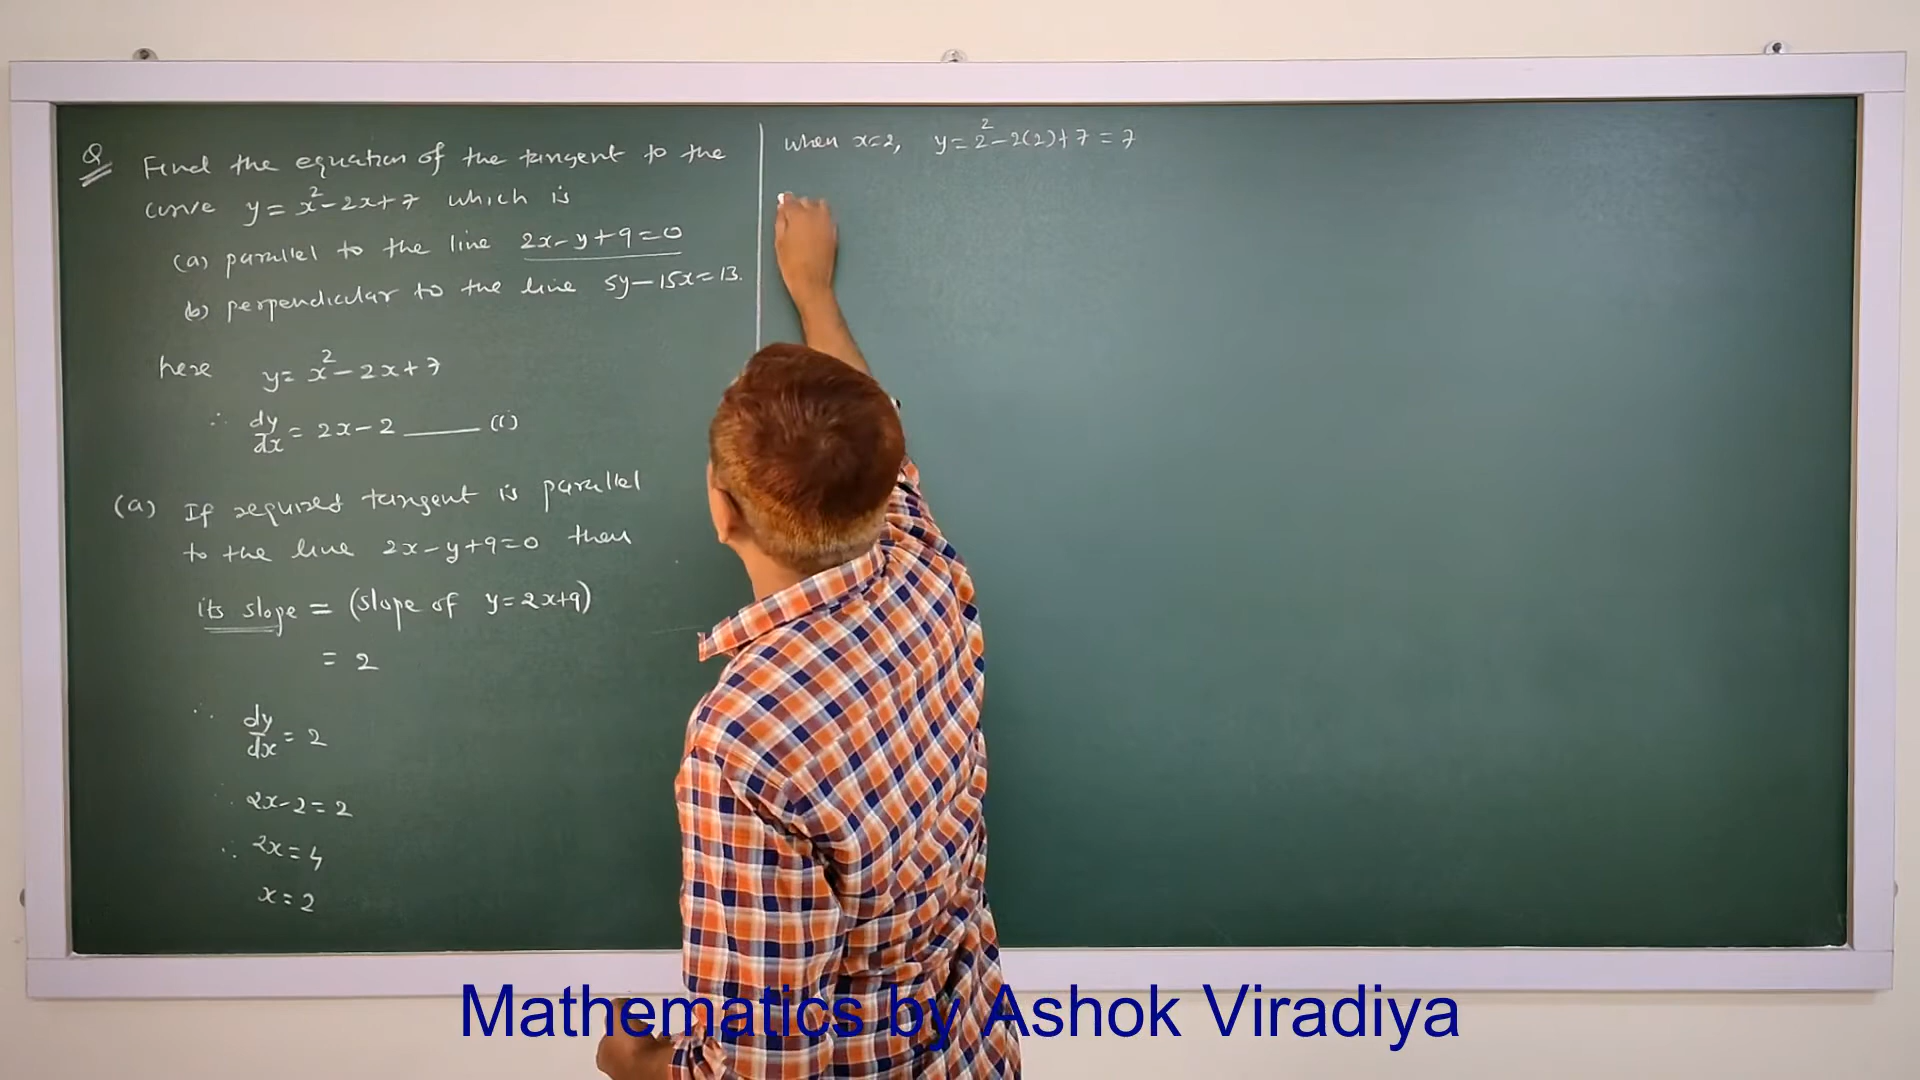 Q Find the equation of the tangent to the
curve y = x² - 2x + 7 which is
(a) parallel to the line 2x - y + 9 = 0
(b) perpendicular to the line 5y - 15x = 13.
here y = x² - 2x + 7
∴ dy/dx = 2x - 2 ——— (i)
(a) If required tangent is parallel
to the line 2x - y + 9 = 0 then
its slope = (slope of y = 2x + 9)
= 2
∴ dy/dx = 2
∴ 2x - 2 = 2
∴ 2x = 4
x = 2
when x = 2, y = 2² - 2(2) + 7 = 7
Mathematics by Ashok Viradiya